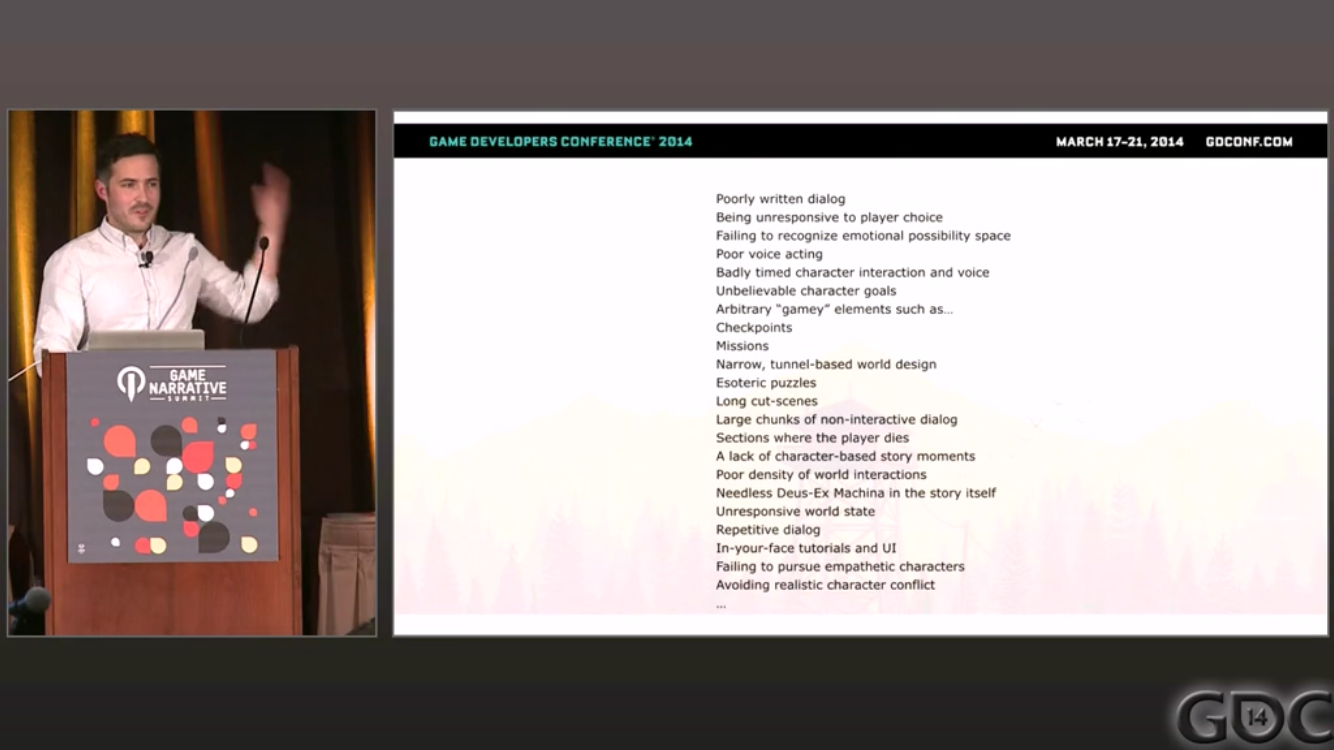 GAME DEVELOPERS CONFERENCE® 2014
MARCH 17–21, 2014 GDCONF.COM
Poorly written dialog
Being unresponsive to player choice
Failing to recognize emotional possibility space
Poor voice acting
Badly timed character interaction and voice
Unbelievable character goals
Arbitrary “gamey” elements such as…
Checkpoints
Missions
Narrow, tunnel-based world design
Esoteric puzzles
Long cut-scenes
Large chunks of non-interactive dialog
Sections where the player dies
A lack of character-based story moments
Poor density of world interactions
Needless Deus-Ex Machina in the story itself
Unresponsive world state
Repetitive dialog
In-your-face tutorials and UI
Failing to pursue empathetic characters
Avoiding realistic character conflict
…
GAME
NARRATIVE
SUMMIT
GDC
14